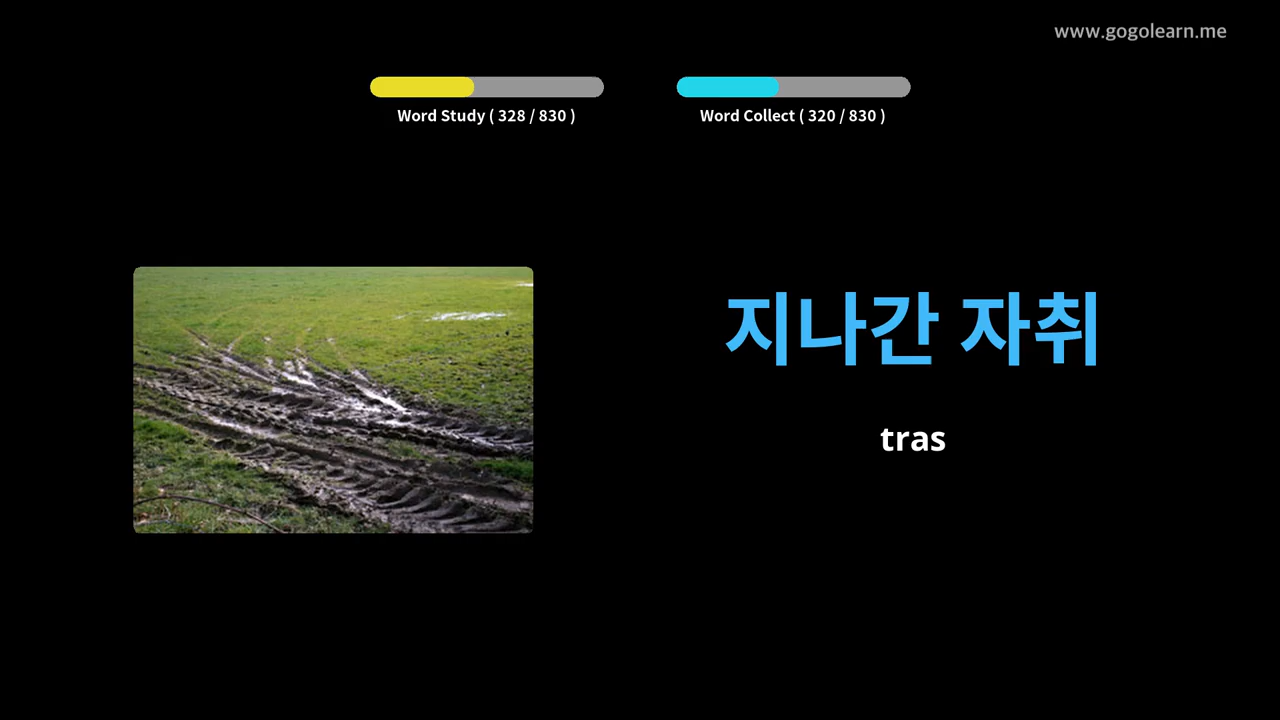 www.gogolearn.me
Word Study ( 328 / 830 )
Word Collect ( 320 / 830 )
지나간 자취
tras